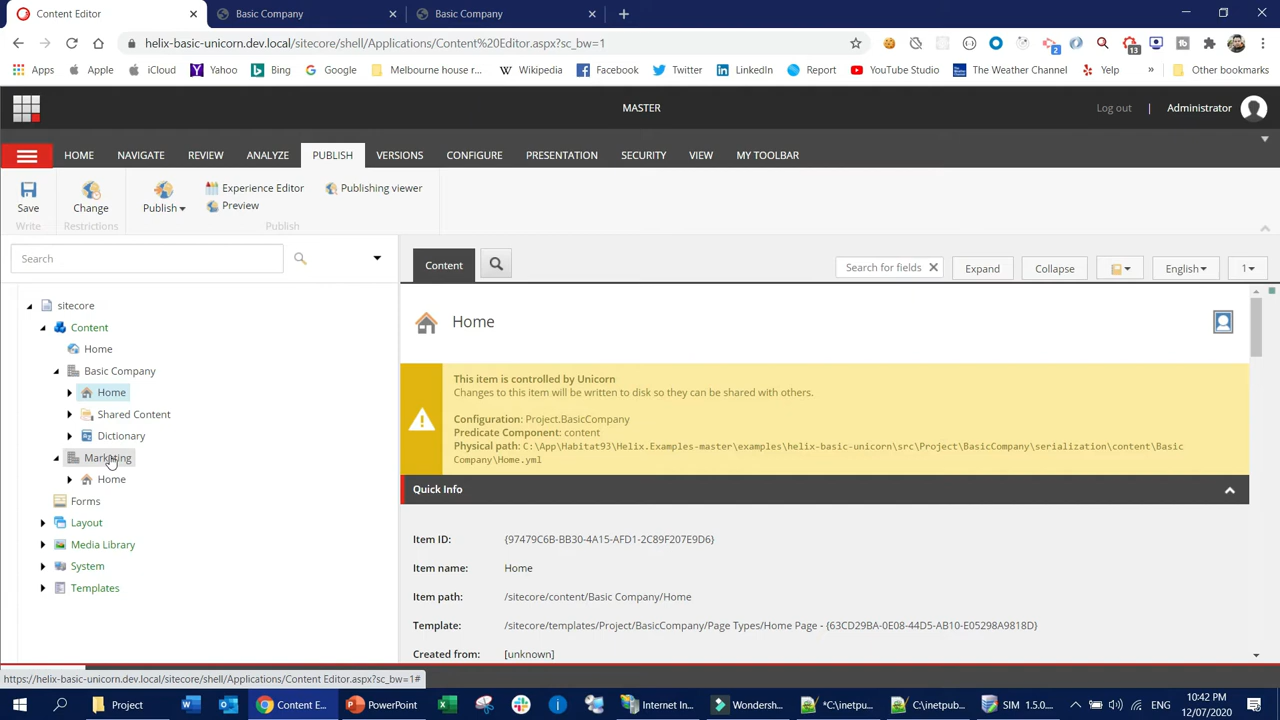 Content Editor
Basic Company
Basic Company
helix-basic-unicorn.dev.local/sitecore/shell/Applications/Content%20Editor.aspx?sc_bw=1
2
13
Apps
Apple
iCloud
Yahoo
Bing
Google
Melbourne house r...
Wikipedia
Facebook
Twitter
LinkedIn
Report
YouTube Studio
The Weather Channel
Yelp
»
Other bookmarks
MASTER
Log out
|
Administrator
HOME
NAVIGATE
REVIEW
ANALYZE
PUBLISH
VERSIONS
CONFIGURE
PRESENTATION
SECURITY
VIEW
MY TOOLBAR
Save
Write
Change
Restrictions
Publish
Experience Editor
Preview
Publishing viewer
Publish
Search
Content
Search for fields
Expand
Collapse
English
1
sitecore
Content
Home
Basic Company
Home
Shared Content
Dictionary
Marketing
Home
Forms
Layout
Media Library
System
Templates
Home
This item is controlled by Unicorn
Changes to this item will be written to disk so they can be shared with others.
Configuration: Project.BasicCompany
Predicate Component: content
Physical path: C:\App\Habitat93\Helix.Examples-master\examples\helix-basic-unicorn\src\Project\BasicCompany\serialization\content\Basic
Company\Home.yml
Quick Info
Item ID: {97479C6B-BB30-4A15-AFD1-2C89F207E9D6}
Item name: Home
Item path: /sitecore/content/Basic Company/Home
Template: /sitecore/templates/Project/BasicCompany/Page Types/Home Page - {63CD29BA-0E08-44D5-AB10-E05298A9818D}
Created from: [unknown]
https://helix-basic-unicorn.dev.local/sitecore/shell/Applications/Content Editor.aspx?sc_bw=1#
Project
Content E...
PowerPoint
Internet In...
Wondersh...
*C:\inetpu...
C:\inetpub...
SIM 1.5.0...
ENG
10:42 PM
12/07/2020